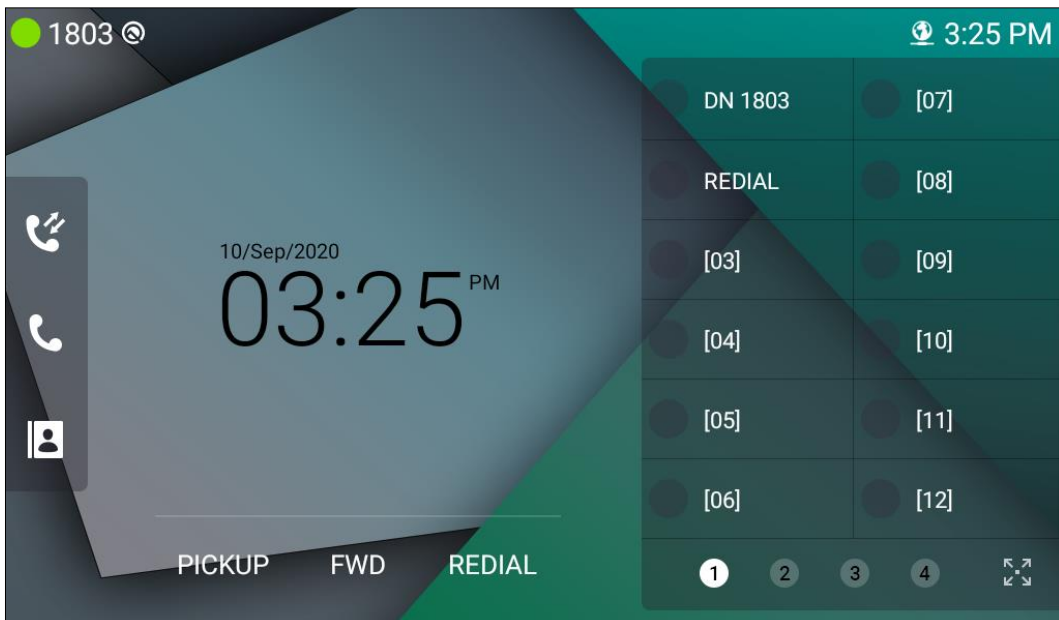 1803
3:25 PM
10/Sep/2020
03:25 PM
PICKUP FWD REDIAL
DN 1803 [07]
REDIAL [08]
[03] [09]
[04] [10]
[05] [11]
[06] [12]
1 2 3 4